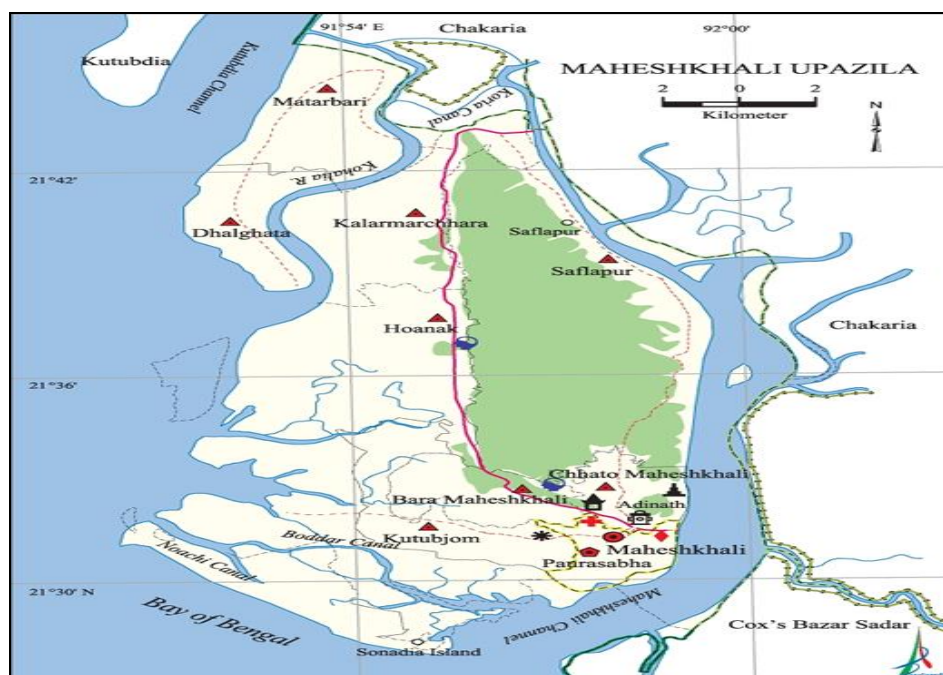 91°54' E
Chakaria
92°00'
Kutubdia
Kutubdia Channel
MAHESHKHALI UPAZILA
2 0 2
Kilometer
N
Matarbari
Koria Canal
Kohalia R
21°42'
Dhalghata
Kalarmarchhara
Saflapur
Saflapur
Hoanak
Chakaria
21°36'
Chhato Maheshkhali
Bara Maheshkhali
Adinath
Kutubjom
Boddar Canal
Maheshkhali
Paurasabha
Noachi Canal
21°30' N
Bay of Bengal
Maheshkhali Channel
Cox's Bazar Sadar
Sonadia Island